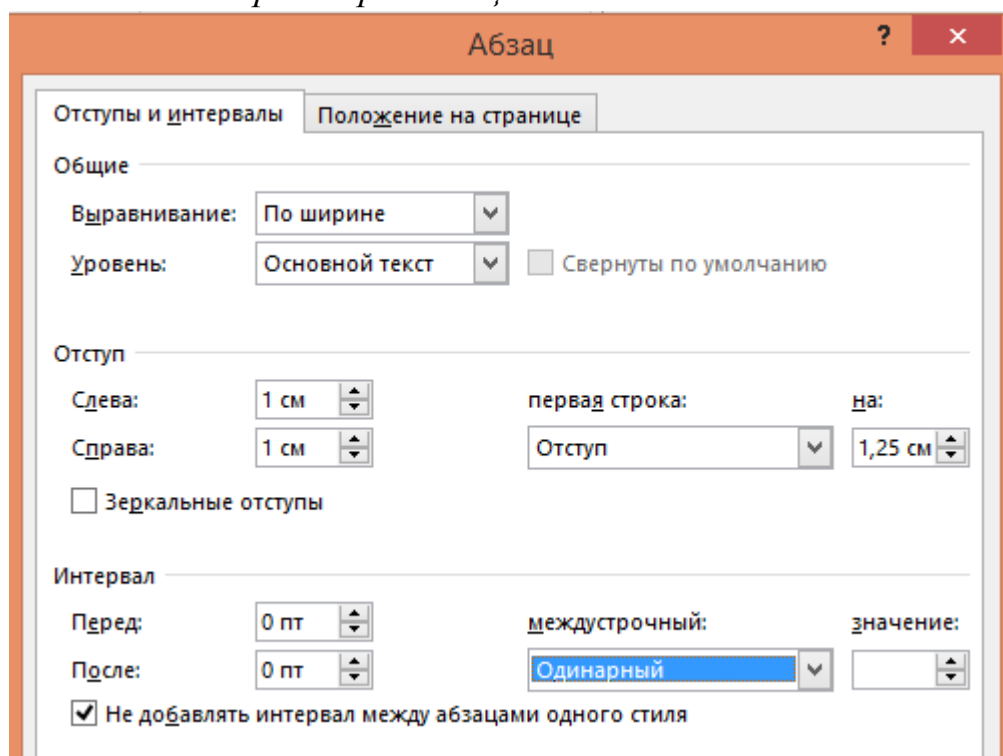 Абзац ? ×
Отступы и интервалы Положение на странице
Общие
Выравнивание: По ширине
Уровень: Основной текст Свернуты по умолчанию
Отступ
Слева: 1 см первая строка: на:
Справа: 1 см Отступ 1,25 см
Зеркальные отступы
Интервал
Перед: 0 пт междустрочный: значение:
После: 0 пт Одинарный
Не добавлять интервал между абзацами одного стиля